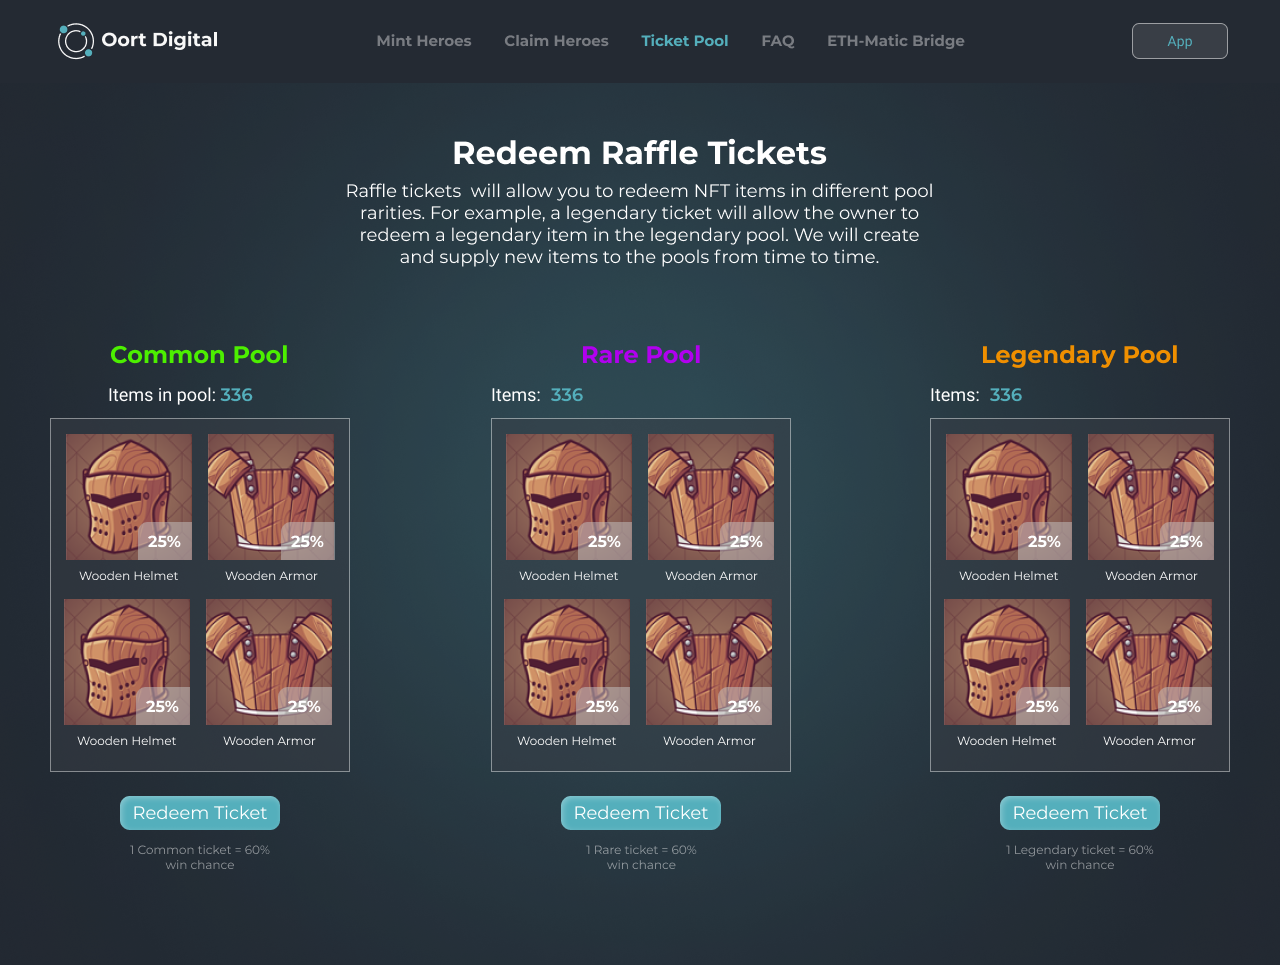 Oort Digital
Mint Heroes
Claim Heroes
Ticket Pool
FAQ
ETH-Matic Bridge
App
Redeem Raffle Tickets
Raffle tickets  will allow you to redeem NFT items in different pool
rarities. For example, a legendary ticket will allow the owner to
redeem a legendary item in the legendary pool. We will create
and supply new items to the pools from time to time.
Common Pool
Items in pool: 336
25%
25%
Wooden Helmet
Wooden Armor
25%
25%
Wooden Helmet
Wooden Armor
Redeem Ticket
1 Common ticket = 60%
win chance
Rare Pool
Items: 336
25%
25%
Wooden Helmet
Wooden Armor
25%
25%
Wooden Helmet
Wooden Armor
Redeem Ticket
1 Rare ticket = 60%
win chance
Legendary Pool
Items: 336
25%
25%
Wooden Helmet
Wooden Armor
25%
25%
Wooden Helmet
Wooden Armor
Redeem Ticket
1 Legendary ticket = 60%
win chance